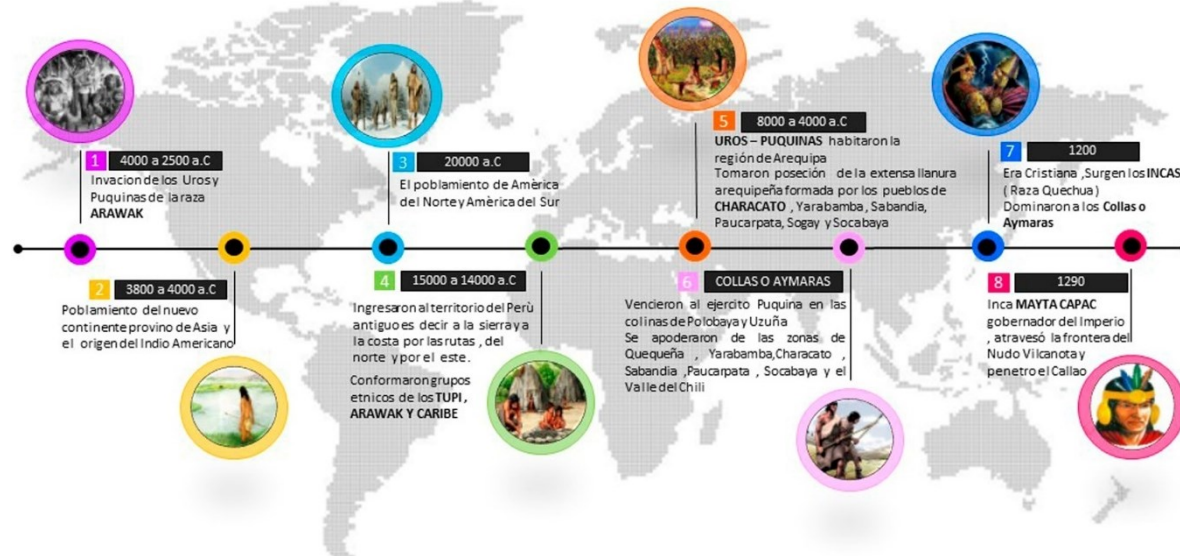 1
4000 a 2500 a.C
Invacion de los Uros y
Puquinas de la raza
ARAWAK
2
3800 a 4000 a.C
Poblamiento del nuevo
continente provino de Asia y
el origen del Indio Americano
3
20000 a.C
El poblamiento de Amèrica
del Norte y Amèrica del Sur
4
15000 a 14000 a.C
Ingresaron al territorio del Perù
antiguo es decir a la sierra y a
la costa por las rutas , del
norte y por el este.
Conformaron grupos
etnicos de los TUPI ,
ARAWAK Y CARIBE
5
8000 a 4000 a.C
UROS – PUQUINAS habitaron la
región de Arequipa
Tomaron poseción de la extensa llanura
arequipeña formada por los pueblos de
CHARACATO , Yarabamba, Sabandia,
Paucarpata, Sogay y Socabaya
6
COLLAS O AYMARAS
Vencieron al ejercito Puquina en las
colinas de Polobaya y Uzuña
Se apoderaron de las zonas de
Quequeña , Yarabamba,Characato ,
Sabandia ,Paucarpata , Socabaya y el
Valle del Chili
7
1200
Era Cristiana ,Surgen los INCAS
( Raza Quechua )
Dominaron a los Collas o
Aymaras
8
1290
Inca MAYTA CAPAC
gobernador del Imperio
, atravesó la frontera del
Nudo Vilcanota y
penetro el Callao